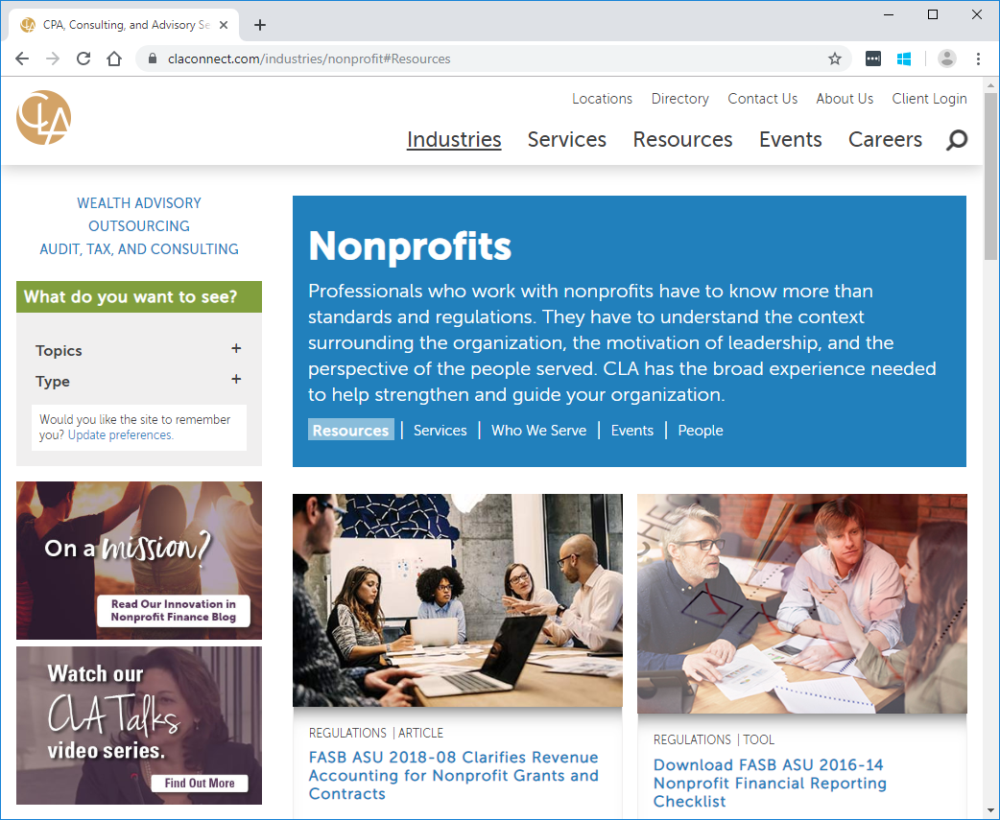 CPA, Consulting, and Advisory Se
claconnect.com/industries/nonprofit#Resources
CLA
Locations Directory Contact Us About Us Client Login
Industries Services Resources Events Careers
WEALTH ADVISORY
OUTSOURCING
AUDIT, TAX, AND CONSULTING
What do you want to see?
Topics +
Type +
Would you like the site to remember
you? Update preferences.
On a mission?
Read Our Innovation in
Nonprofit Finance Blog
Watch our
CLA Talks
video series.
Find Out More
Nonprofits
Professionals who work with nonprofits have to know more than
standards and regulations. They have to understand the context
surrounding the organization, the motivation of leadership, and the
perspective of the people served. CLA has the broad experience needed
to help strengthen and guide your organization.
Resources | Services | Who We Serve | Events | People
REGULATIONS | ARTICLE
FASB ASU 2018-08 Clarifies Revenue
Accounting for Nonprofit Grants and
Contracts
REGULATIONS | TOOL
Download FASB ASU 2016-14
Nonprofit Financial Reporting
Checklist